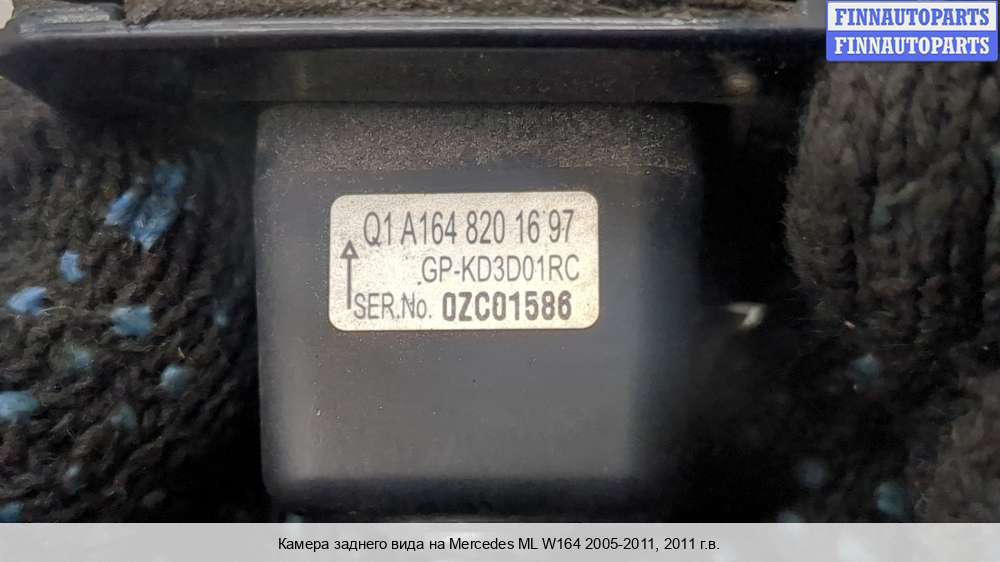 FINNAUTOPARTS
FINNAUTOPARTS
Q1 A164 820 16 97
GP-KD3D01RC
SER.No. 0ZC01586
Камера заднего вида на Mercedes ML W164 2005-2011, 2011 г.в.